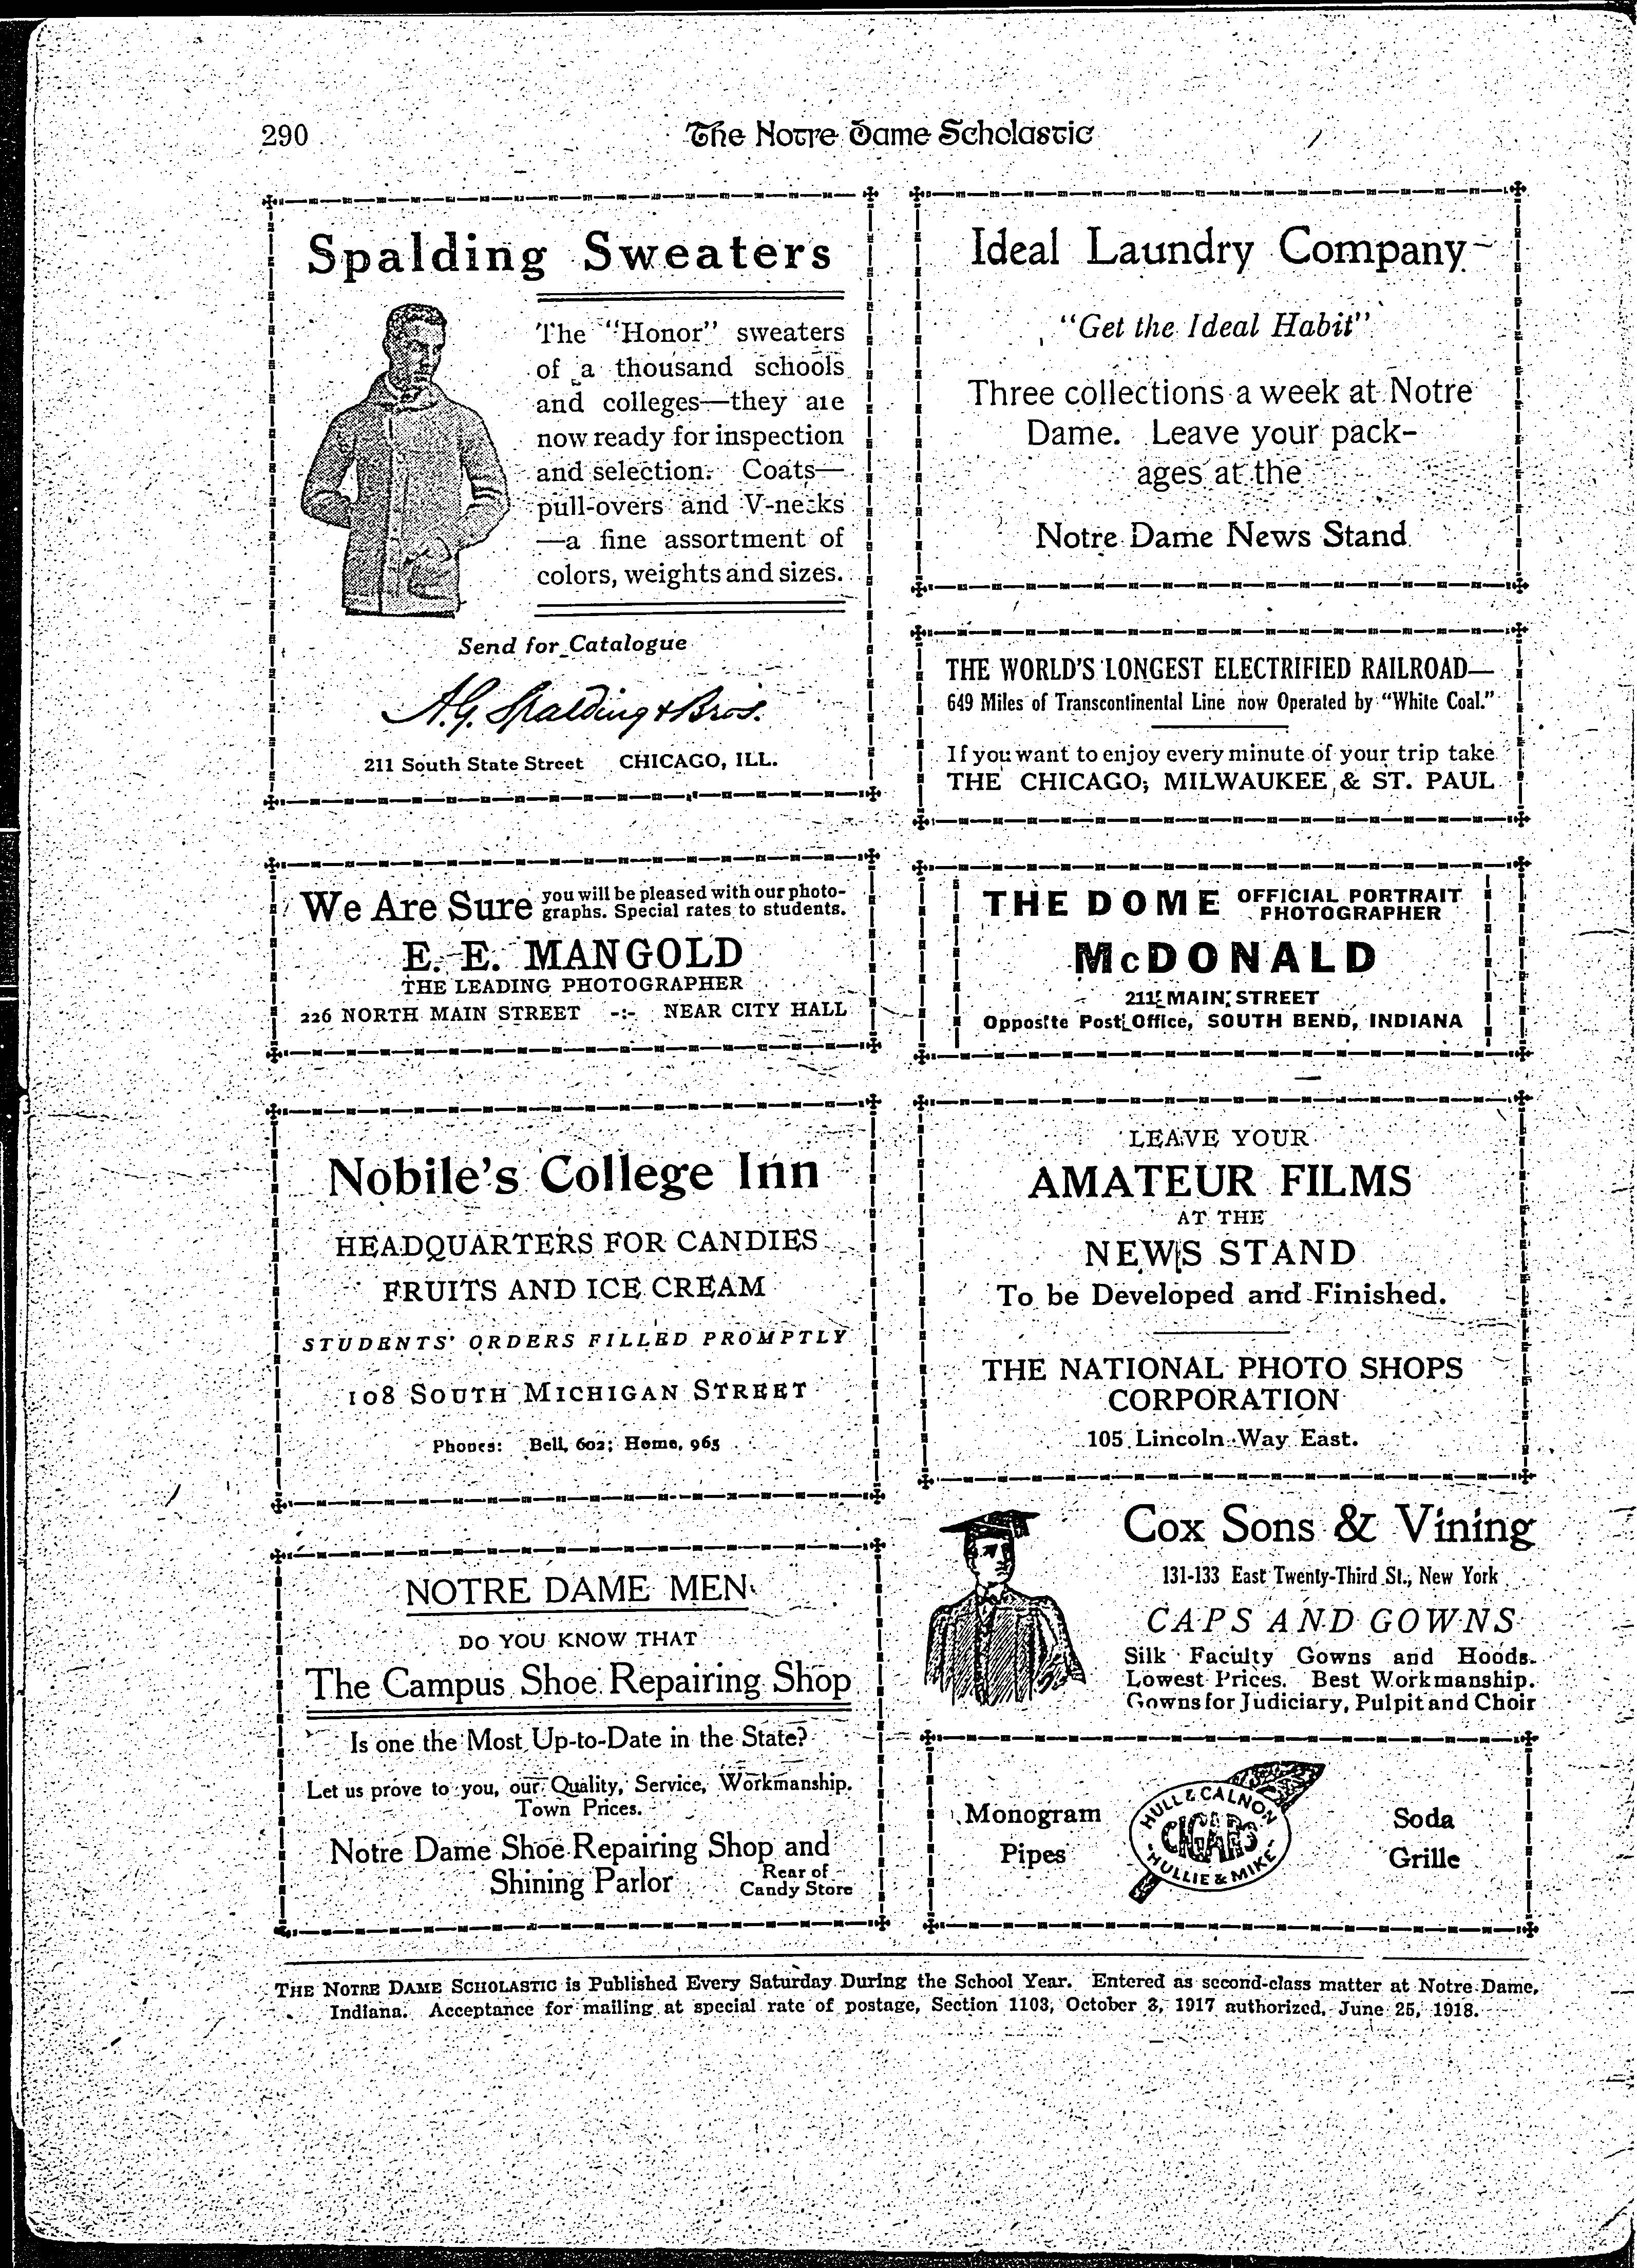 290
The Notre Dame Scholastic
Spalding Sweaters
The "Honor" sweaters
of a thousand schools
and colleges—they are
now ready for inspection
and selection. Coats—
pull-overs and V-necks
—a fine assortment of
colors, weights and sizes.
Send for Catalogue
A. G. Spalding & Bros.
211 South State Street CHICAGO, ILL.
We Are Sure you will be pleased with our photo-
graphs. Special rates to students.
E. E. MANGOLD
THE LEADING PHOTOGRAPHER
226 NORTH MAIN STREET -:- NEAR CITY HALL
Nobile's College Inn
HEADQUARTERS FOR CANDIES
FRUITS AND ICE CREAM
STUDENTS' ORDERS FILLED PROMPTLY
108 SOUTH MICHIGAN STREET
Phones: Bell, 602; Home, 965
NOTRE DAME MEN
DO YOU KNOW THAT
The Campus Shoe Repairing Shop
Is one the Most Up-to-Date in the State?
Let us prove to you, our Quality, Service, Workmanship.
Town Prices.
Notre Dame Shoe Repairing Shop and
Shining Parlor Rear of
Candy Store
Ideal Laundry Company
"Get the Ideal Habit"
Three collections a week at Notre
Dame. Leave your pack-
ages at the
Notre Dame News Stand
THE WORLD'S LONGEST ELECTRIFIED RAILROAD—
649 Miles of Transcontinental Line now Operated by "White Coal."
If you want to enjoy every minute of your trip take
THE CHICAGO, MILWAUKEE & ST. PAUL
THE DOME OFFICIAL PORTRAIT
PHOTOGRAPHER
McDONALD
211 MAIN STREET
Opposite Post Office, SOUTH BEND, INDIANA
LEAVE YOUR
AMATEUR FILMS
AT THE
NEWS STAND
To be Developed and Finished.
THE NATIONAL PHOTO SHOPS
CORPORATION
105 Lincoln Way East.
Cox Sons & Vining
131-133 East Twenty-Third St., New York
CAPS AND GOWNS
Silk Faculty Gowns and Hoods.
Lowest Prices. Best Workmanship.
Gowns for Judiciary, Pulpit and Choir
Monogram
Pipes
HULL & CALNON
CIGARS
"HULLIE & MIKE"
Soda
Grille
THE NOTRE DAME SCHOLASTIC is Published Every Saturday During the School Year. Entered as second-class matter at Notre Dame,
Indiana. Acceptance for mailing at special rate of postage, Section 1103, October 3, 1917 authorized, June 25, 1918.